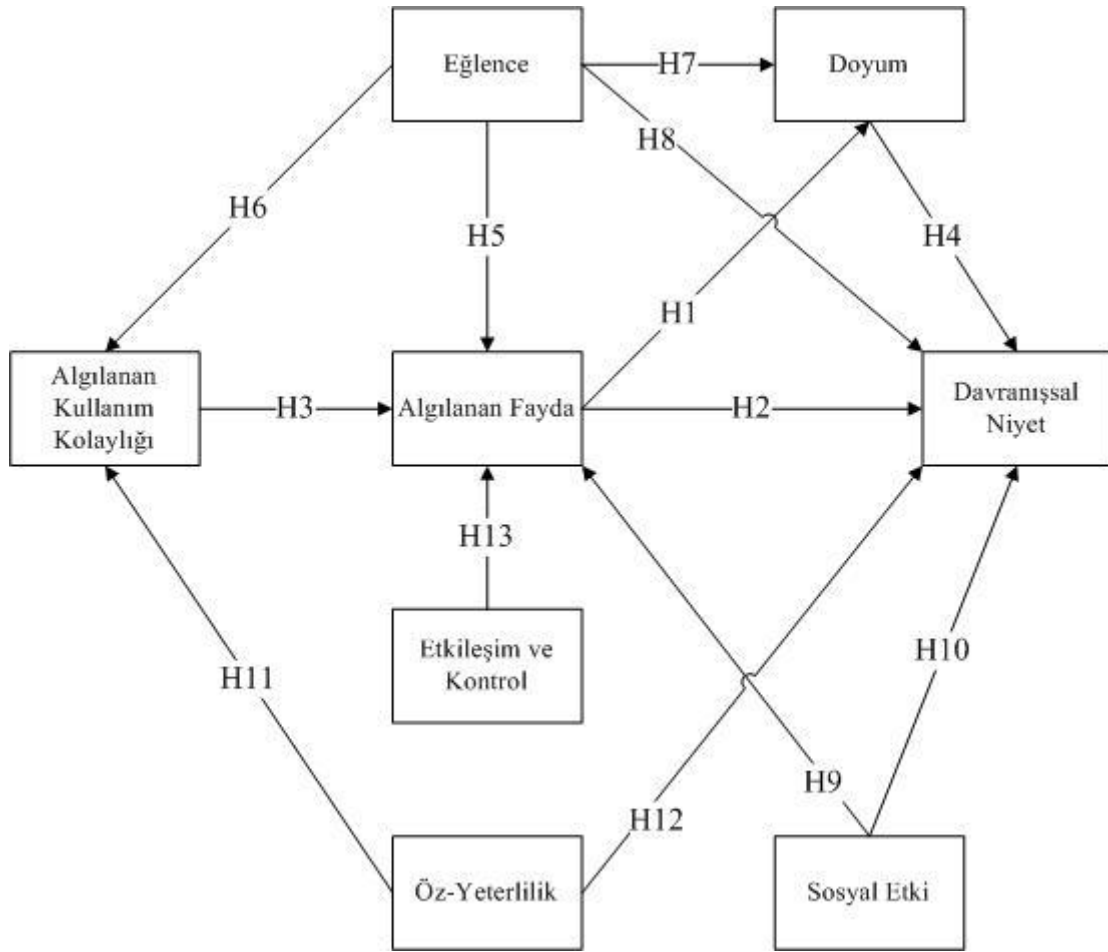 Eğlence
H7
Doyum
H8
H6
H5
H4
H1
Algılanan
Kullanım
Kolaylığı
H3
Algılanan Fayda
H2
Davranışsal
Niyet
H13
Etkileşim ve
Kontrol
H10
H11
H9
H12
Öz-Yeterlilik
Sosyal Etki